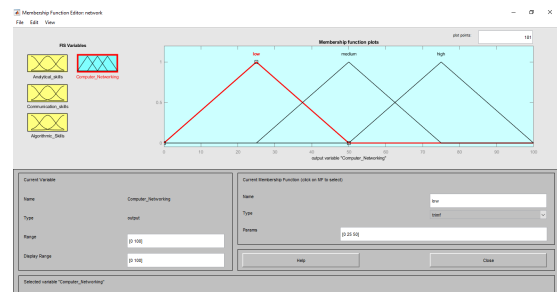 Membership Function Editor: network
File Edit View
FIS Variables
Membership function plots
plot points:
181
Analytical_skills
Computer_Networking
Communication_skills
Algorithmic_Skills
low
medium
high
1
0.5
0
0 10 20 30 40 50 60 70 80 90 100
output variable "Computer_Networking"
Current Variable
Name
Computer_Networking
Type
output
Range
[0 100]
Display Range
[0 100]
Current Membership Function (click on MF to select)
Name
low
Type
trimf
Params
[0 25 50]
Help
Close
Selected variable "Computer_Networking"